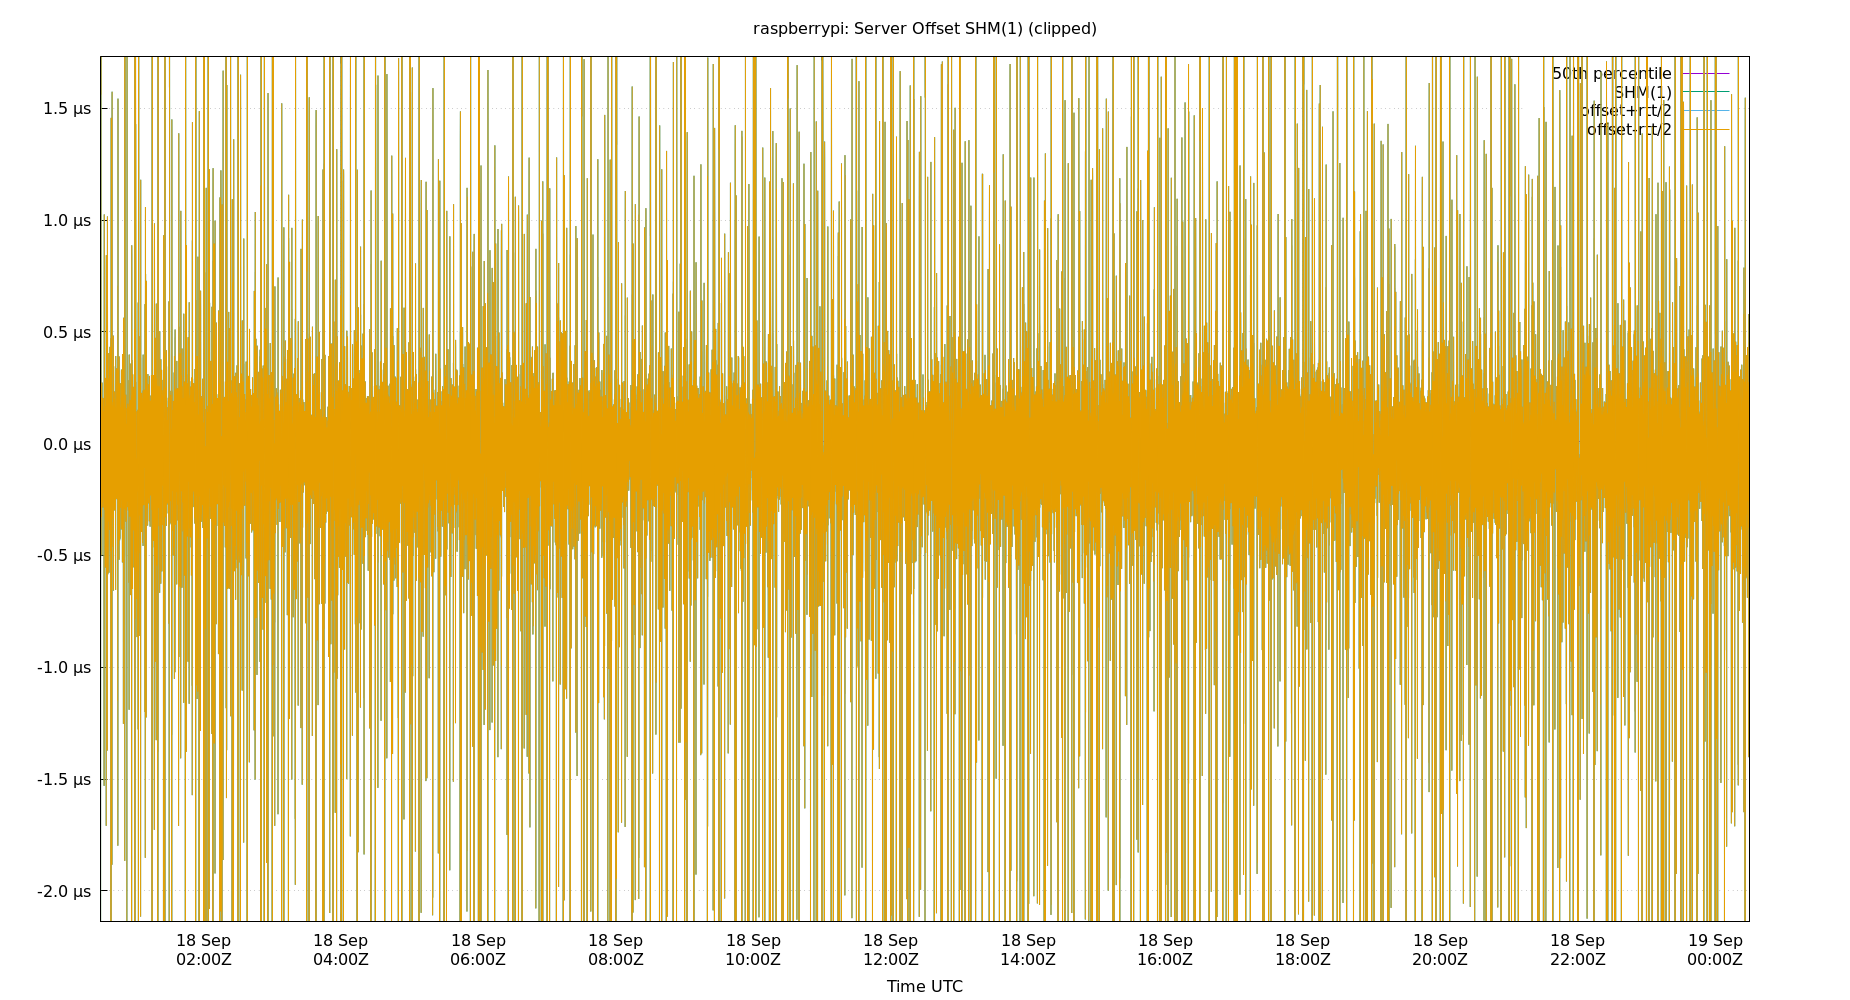 raspberrypi: Server Offset SHM(1) (clipped)
50th percentile
SHM(1)
offset+rtt/2
offset-rtt/2
1.5 µs
1.0 µs
0.5 µs
0.0 µs
-0.5 µs
-1.0 µs
-1.5 µs
-2.0 µs
18 Sep 18 Sep 18 Sep 18 Sep 18 Sep 18 Sep 18 Sep 18 Sep 18 Sep 18 Sep 18 Sep 19 Sep
02:00Z 04:00Z 06:00Z 08:00Z 10:00Z 12:00Z 14:00Z 16:00Z 18:00Z 20:00Z 22:00Z 00:00Z
Time UTC